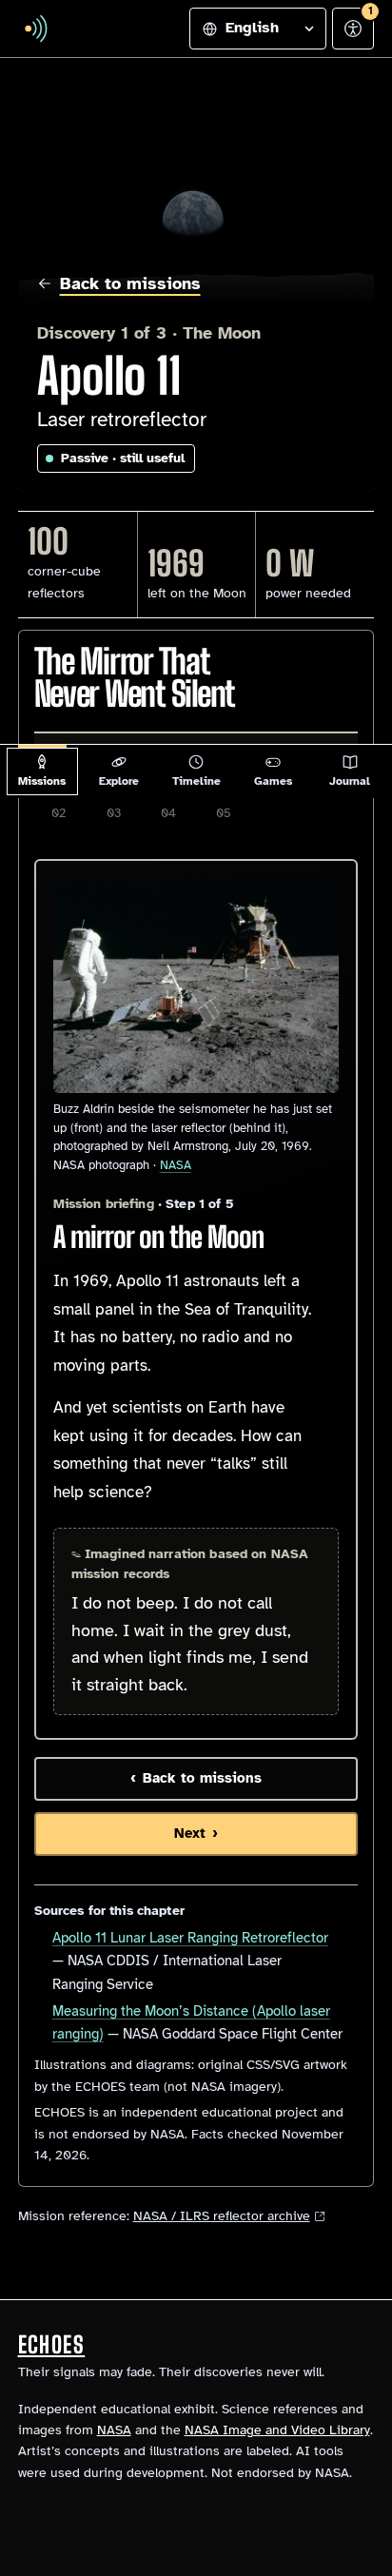 English
1
Back to missions
Discovery 1 of 3 · The Moon
Apollo 11
Laser retroreflector
Passive · still useful
100
corner-cube
reflectors
1969
left on the Moon
0 W
power needed
The Mirror That
Never Went Silent
Missions
Explore
Timeline
Games
Journal
02
03
04
05
Buzz Aldrin beside the seismometer he has just set
up (front) and the laser reflector (behind it),
photographed by Neil Armstrong, July 20, 1969.
NASA photograph · NASA
Mission briefing · Step 1 of 5
A mirror on the Moon
In 1969, Apollo 11 astronauts left a
small panel in the Sea of Tranquility.
It has no battery, no radio and no
moving parts.
And yet scientists on Earth have
kept using it for decades. How can
something that never “talks” still
help science?
Imagined narration based on NASA
mission records
I do not beep. I do not call
home. I wait in the grey dust,
and when light finds me, I send
it straight back.
‹ Back to missions
Next ›
Sources for this chapter
Apollo 11 Lunar Laser Ranging Retroreflector
— NASA CDDIS / International Laser
Ranging Service
Measuring the Moon’s Distance (Apollo laser
ranging) — NASA Goddard Space Flight Center
Illustrations and diagrams: original CSS/SVG artwork
by the ECHOES team (not NASA imagery).
ECHOES is an independent educational project and
is not endorsed by NASA. Facts checked November
14, 2026.
Mission reference: NASA / ILRS reflector archive
ECHOES
Their signals may fade. Their discoveries never will.
Independent educational exhibit. Science references and
images from NASA and the NASA Image and Video Library.
Artist’s concepts and illustrations are labeled. AI tools
were used during development. Not endorsed by NASA.